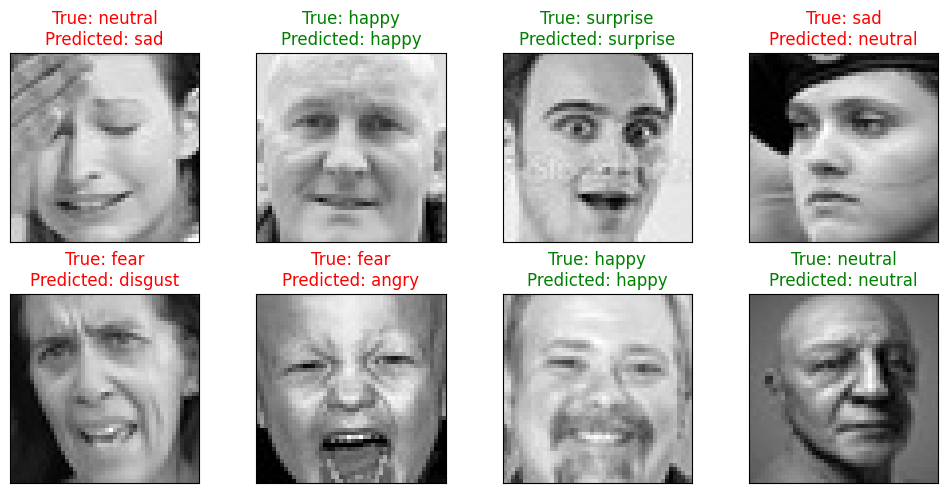 True: neutral
Predicted: sad
True: happy
Predicted: happy
True: surprise
Predicted: surprise
True: sad
Predicted: neutral
True: fear
Predicted: disgust
True: fear
Predicted: angry
True: happy
Predicted: happy
True: neutral
Predicted: neutral